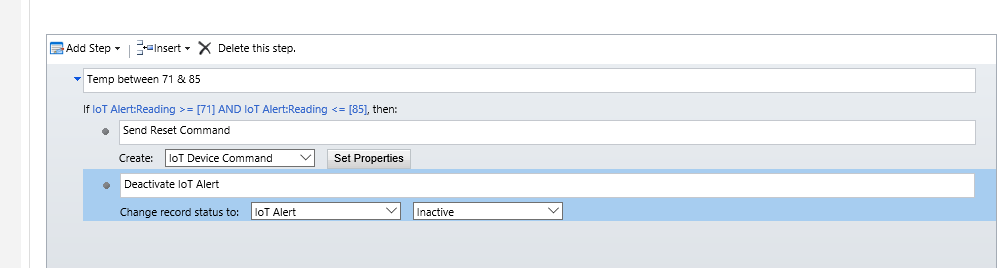 Add Step Insert Delete this step.
Temp between 71 & 85
If IoT Alert:Reading >= [71] AND IoT Alert:Reading <= [85], then:
Send Reset Command
Create: IoT Device Command Set Properties
Deactivate IoT Alert
Change record status to: IoT Alert Inactive